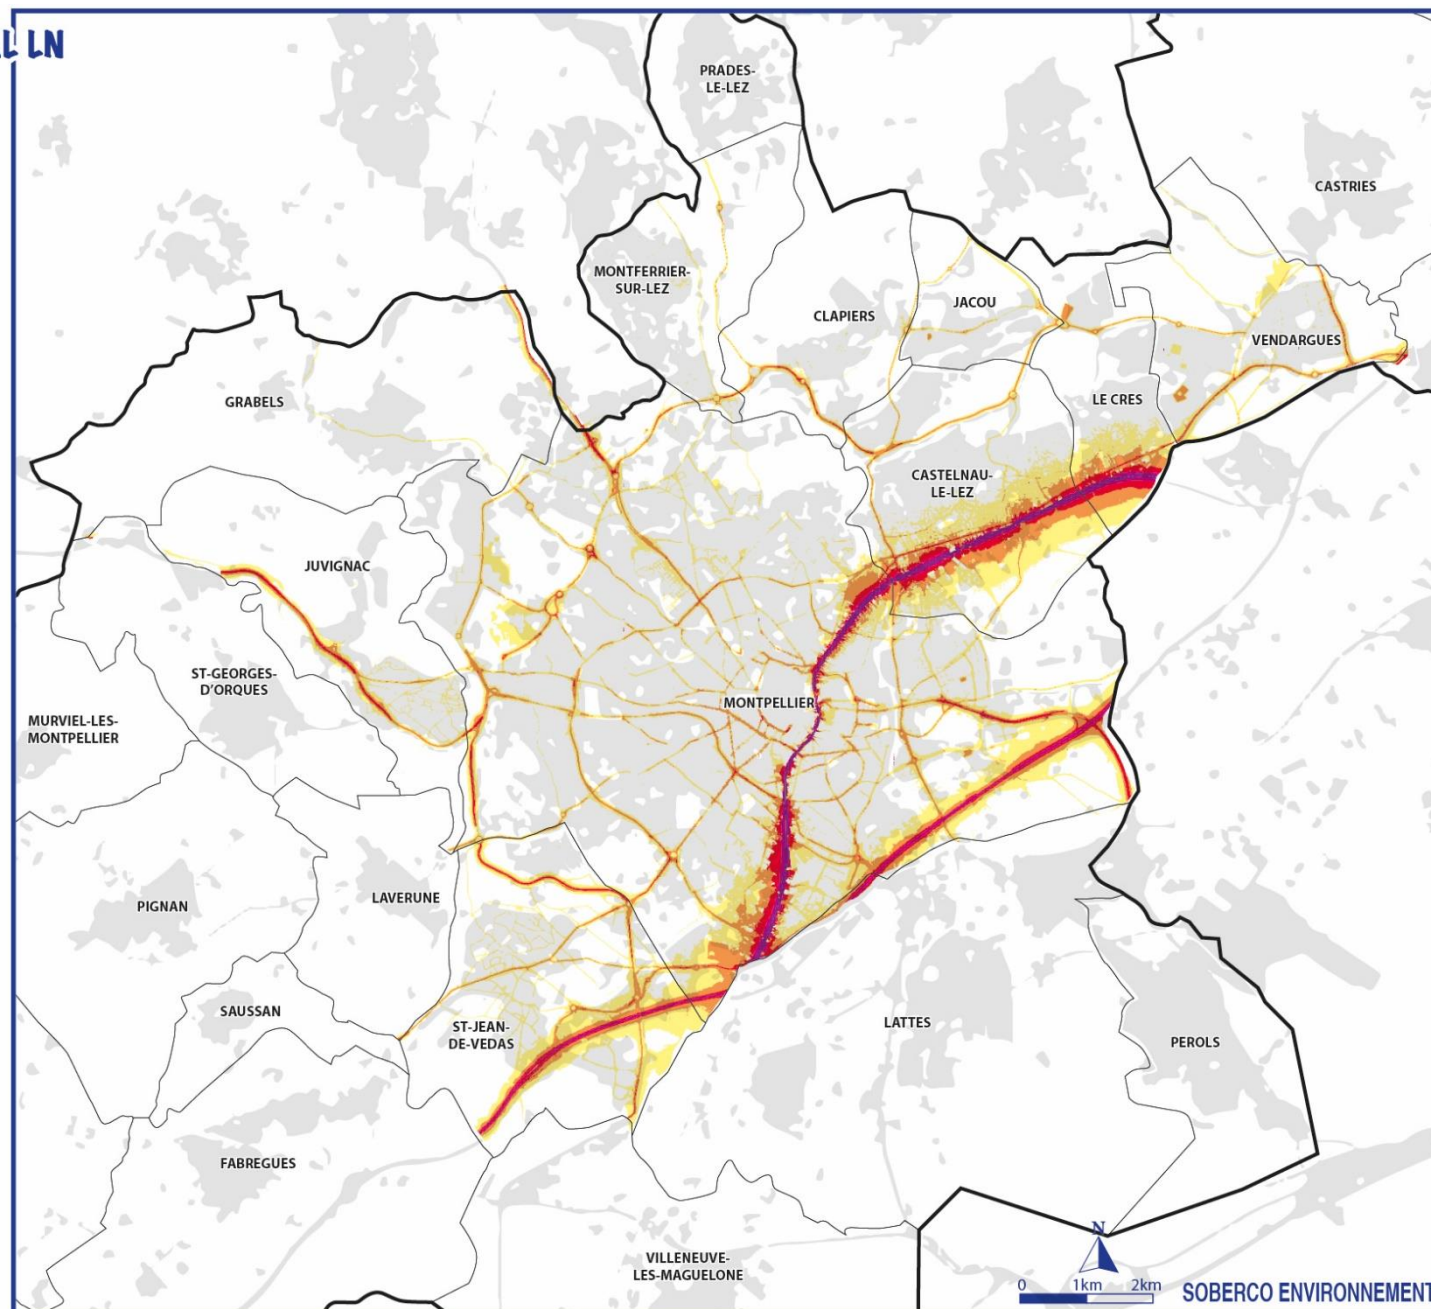 LN
PRADES-
LE-LEZ
CASTRIES
MONTFERRIER-
SUR-LEZ
CLAPIERS
JACOU
VENDARGUES
GRABELS
LE CRES
CASTELNAU-
LE-LEZ
JUVIGNAC
ST-GEORGES-
D'ORQUES
MURVIEL-LES-
MONTPELLIER
MONTPELLIER
LAVERUNE
PIGNAN
SAUSSAN
ST-JEAN-
DE-VEDAS
LATTES
PEROLS
FABREGUES
VILLENEUVE-
LES-MAGUELONE
N
0 1km 2km
SOBERCO ENVIRONNEMENT